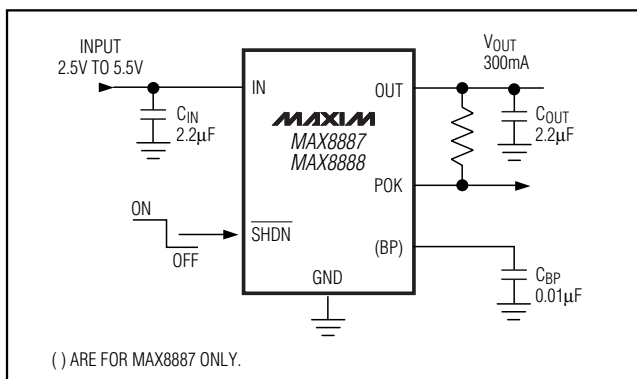 INPUT
2.5V TO 5.5V
CIN
2.2µF
IN
OUT
VOUT
300mA
COUT
2.2µF
MAXIM
MAX8887
MAX8888
POK
ON
OFF
SHDN
(BP)
CBP
0.01µF
GND
( ) ARE FOR MAX8887 ONLY.